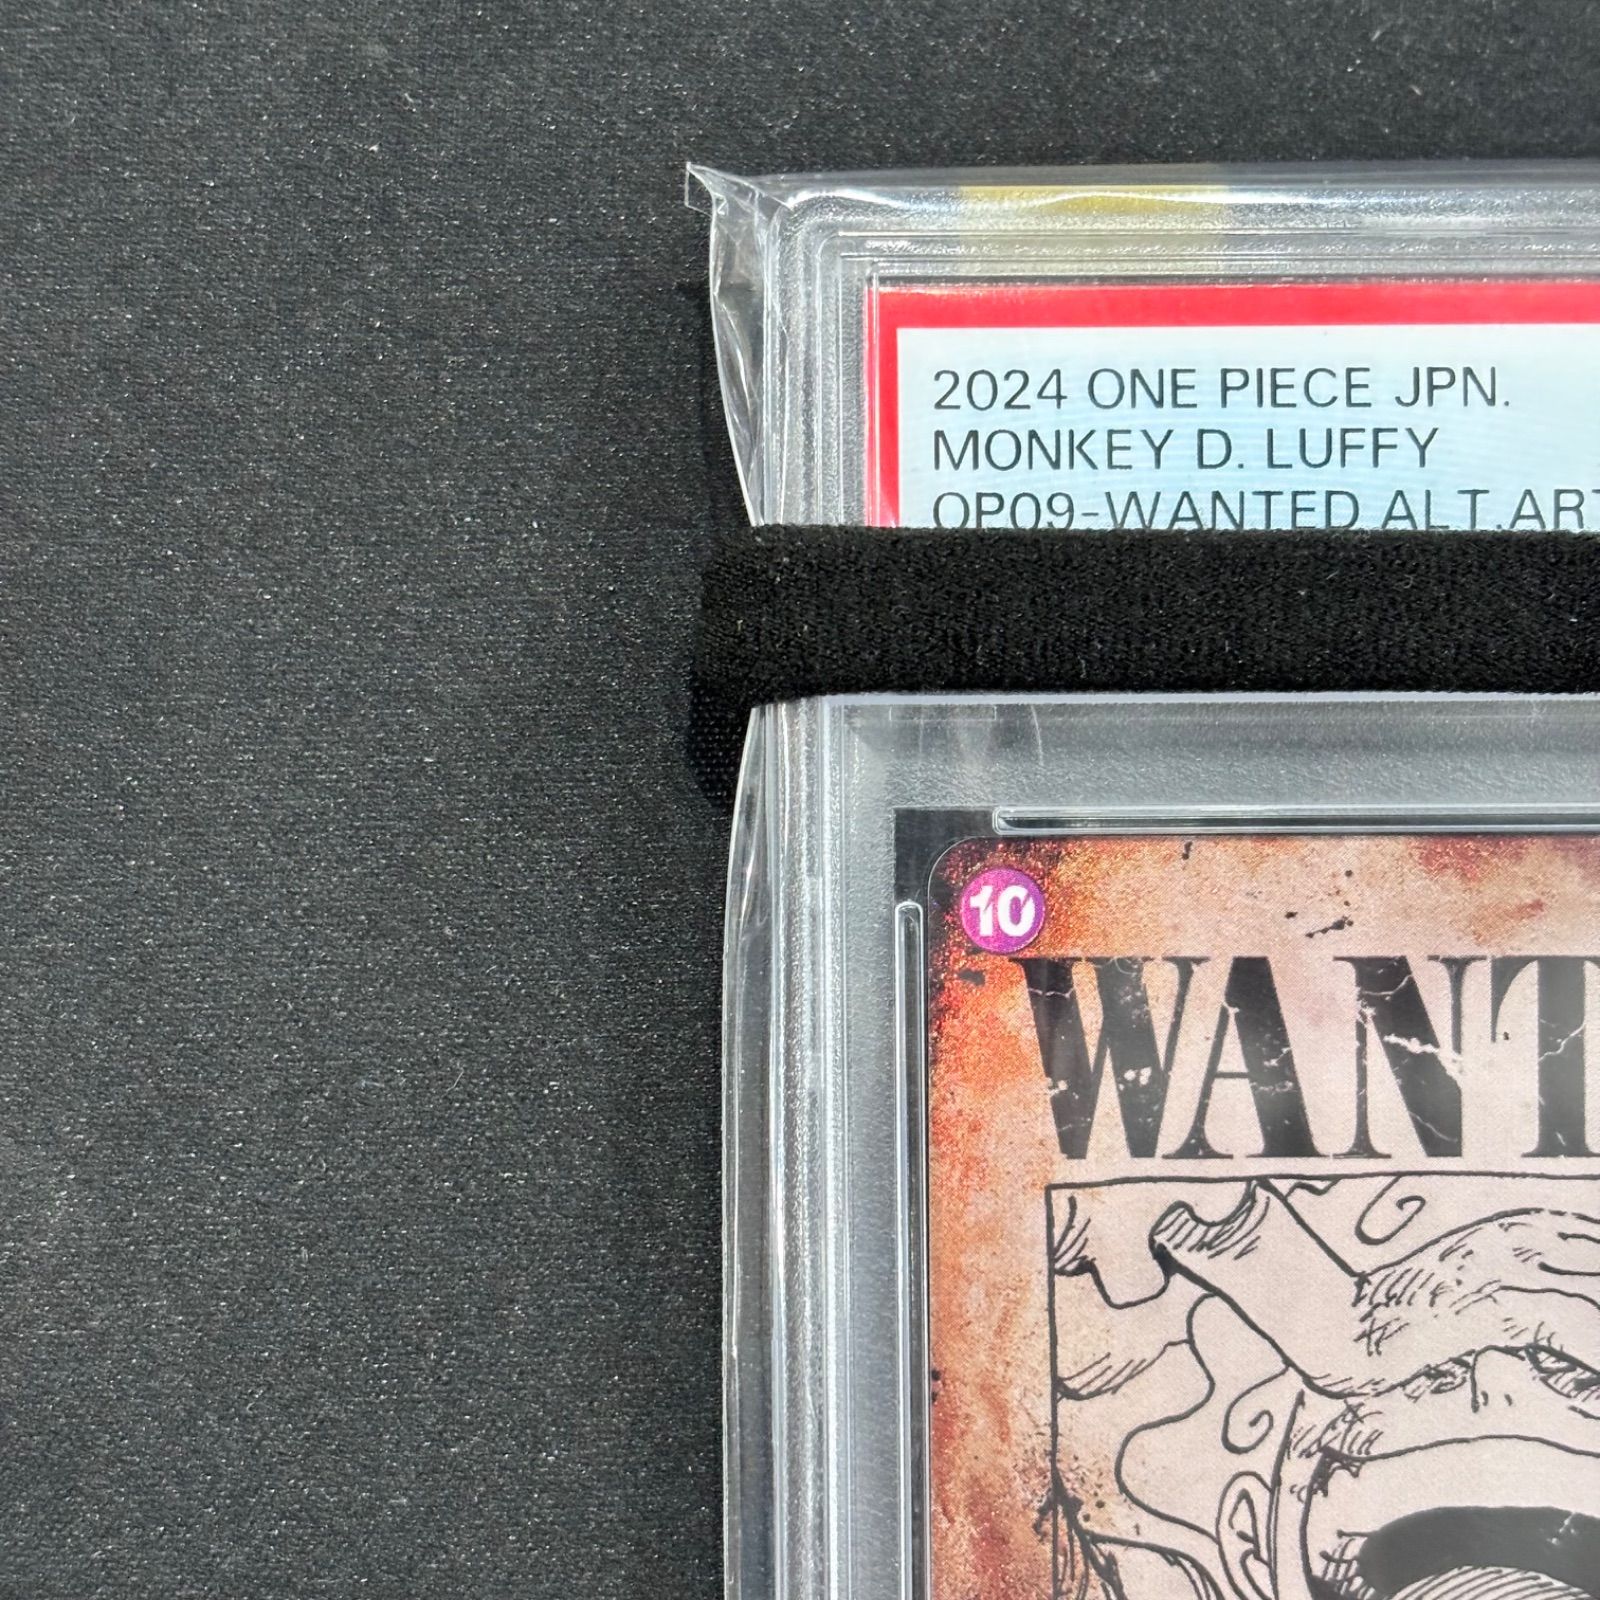 2024 ONE PIECE JPN.
MONKEY D. LUFFY
OP09-WANTED ALT.ART
10
WANT